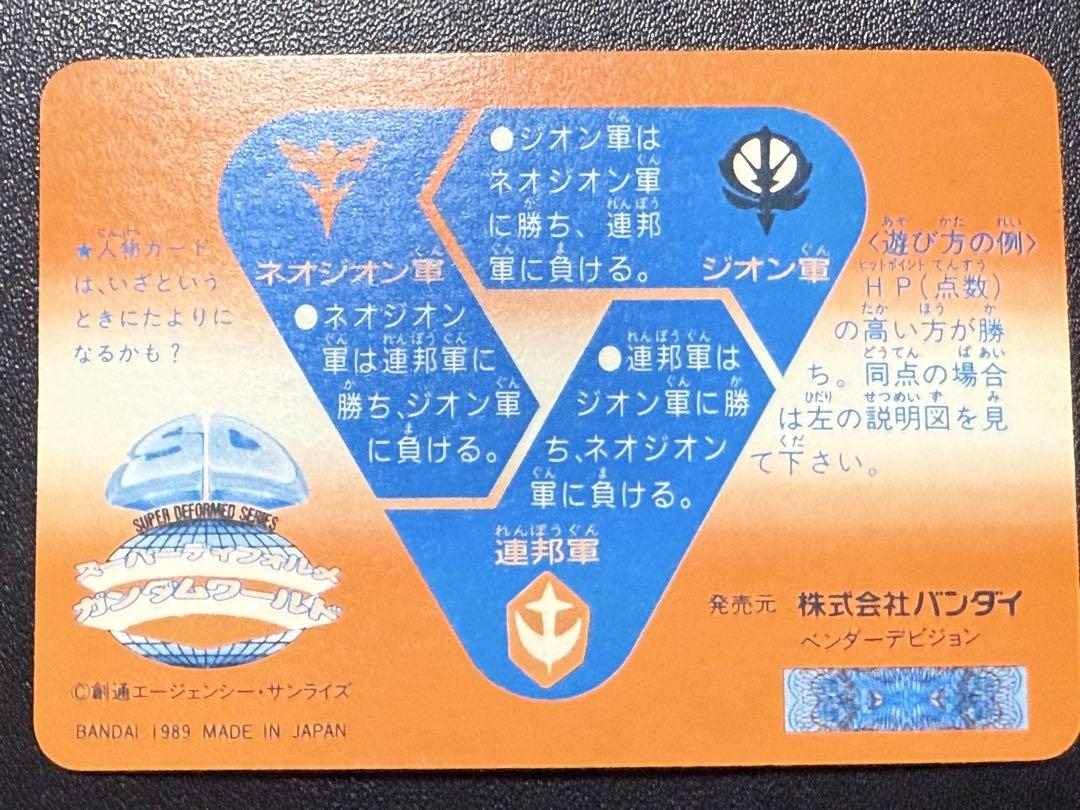 ●ジオン軍は
ネオジオン軍
に勝ち、連邦
軍に負ける。
ネオジオン軍
ジオン軍
●ネオジオン
軍は連邦軍に
勝ち、ジオン軍
に負ける。
●連邦軍は
ジオン軍に勝
ち、ネオジオン
軍に負ける。
連邦軍
★人物カード
は、いざという
ときにたよりに
なるかも?
〈遊び方の例〉
HP(点数)
の高い方が勝
ち。同点の場合
は左の説明図を見
て下さい。
SUPER DEFORMED SERIES
スーパーディフォルメ
ガンダムワールド
©創通エージェンシー・サンライズ
BANDAI 1989 MADE IN JAPAN
発売元 株式会社バンダイ
ベンダーデビジョン